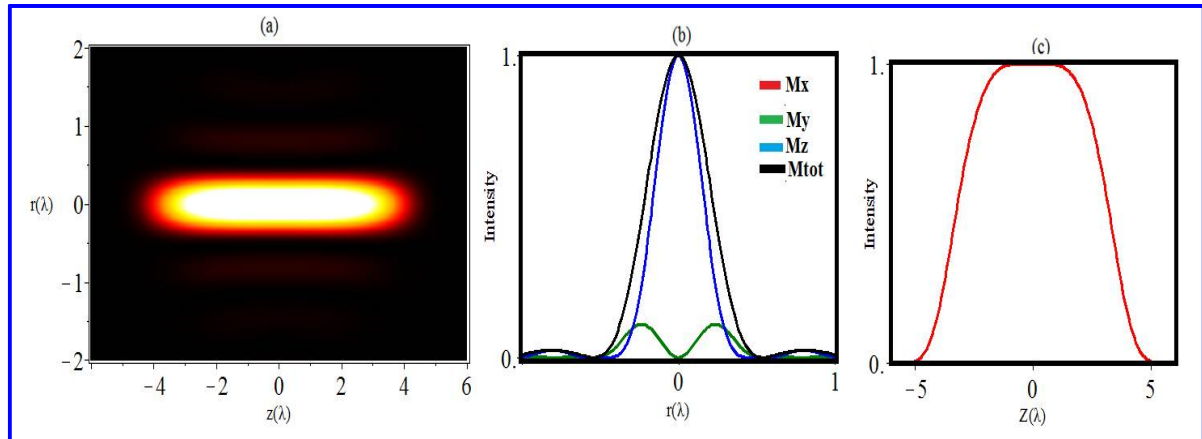 (a)
2
1
r(λ) 0
−1
−2
−4 −2 0 2 4 6
z(λ)
(b)
1.
Mx
My
Mz
Mtot
Intensity
0.
0 1
r(λ)
(c)
1.
Intensity
0.
−5 0 5
Z(λ)